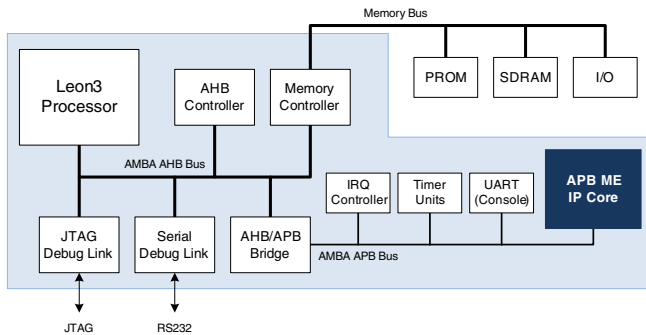 Memory Bus
Leon3
Processor
AHB
Controller
Memory
Controller
PROM
SDRAM
I/O
AMBA AHB Bus
IRQ
Controller
Timer
Units
UART
(Console)
APB ME
IP Core
JTAG
Debug Link
Serial
Debug Link
AHB/APB
Bridge
AMBA APB Bus
JTAG
RS232